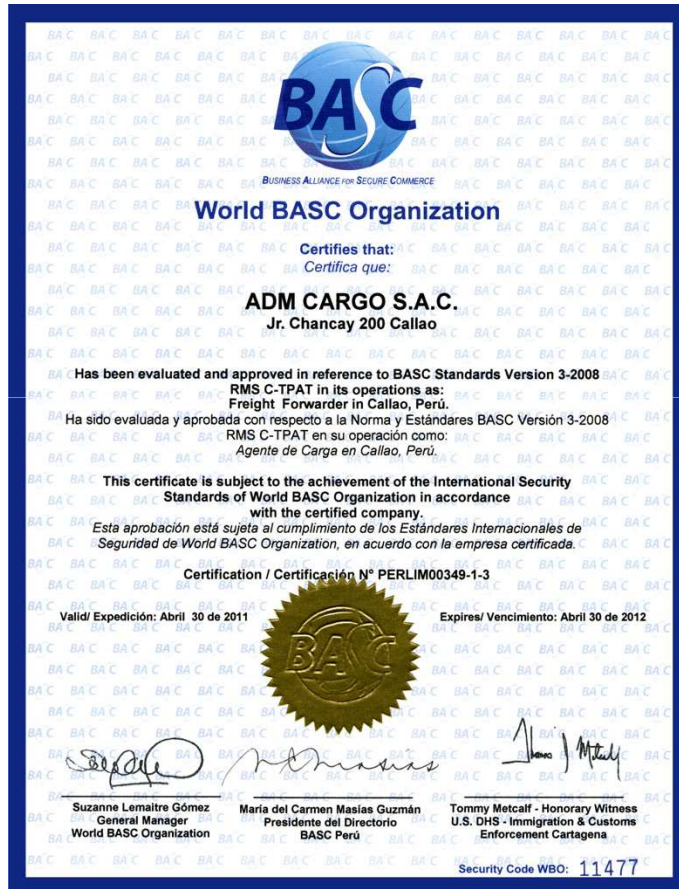 BASC
BUSINESS ALLIANCE FOR SECURE COMMERCE
World BASC Organization
Certifies that:
Certifica que:
ADM CARGO S.A.C.
Jr. Chancay 200 Callao
Has been evaluated and approved in reference to BASC Standards Version 3-2008
RMS C-TPAT in its operations as:
Freight Forwarder in Callao, Perú.
Ha sido evaluada y aprobada con respecto a la Norma y Estándares BASC Versión 3-2008
RMS C-TPAT en su operación como:
Agente de Carga en Callao, Perú.
This certificate is subject to the achievement of the International Security
Standards of World BASC Organization in accordance
with the certified company.
Esta aprobación está sujeta al cumplimiento de los Estándares Internacionales de
Seguridad de World BASC Organization, en acuerdo con la empresa certificada.
Certification / Certificación N° PERLIM00349-1-3
Valid/ Expedición: Abril 30 de 2011 Expires/ Vencimiento: Abril 30 de 2012
BASC
Suzanne Lemaitre Gómez
General Manager
World BASC Organization
María del Carmen Masias Guzmán
Presidente del Directorio
BASC Perú
Tommy Metcalf - Honorary Witness
U.S. DHS - Immigration & Customs
Enforcement Cartagena
Security Code WBO: 11477